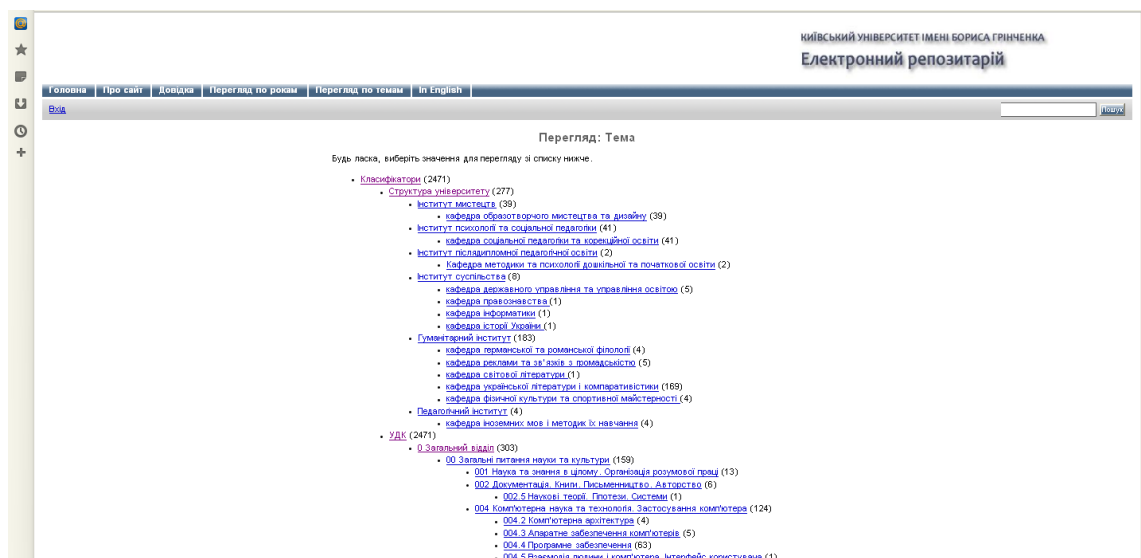 КИЇВСЬКИЙ УНІВЕРСИТЕТ ІМЕНІ БОРИСА ГРІНЧЕНКА
Електронний репозитарій
Головна Про сайт Довідка Перегляд по рокам Перегляд по темам In English
Вхід Пошук
Перегляд: Тема
Будь ласка, виберіть значення для перегляду зі списку нижче.
Класифікатори (2471)
Структура університету (277)
Інститут мистецтв (39)
кафедра образотворчого мистецтва та дизайну (39)
Інститут психології та соціальної педагогіки (41)
кафедра соціальної педагогіки та корекційної освіти (41)
Інститут післядипломної педагогічної освіти (2)
Кафедра методики та психології дошкільної та початкової освіти (2)
Інститут суспільства (8)
кафедра державного управління та управління освітою (5)
кафедра правознавства (1)
кафедра інформатики (1)
кафедра історії України (1)
Гуманітарний інститут (183)
кафедра германської та романської філології (4)
кафедра реклами та зв'язків з громадськістю (5)
кафедра світової літератури (1)
кафедра української літератури і компаративістики (169)
кафедра фізичної культури та спортивної майстерності (4)
Педагогічний інститут (4)
кафедра іноземних мов і методик їх навчання (4)
УДК (2471)
0 Загальний відділ (303)
00 Загальні питання науки та культури (159)
001 Наука та знання в цілому. Організація розумової праці (13)
002 Документація. Книги. Письменництво. Авторство (6)
002.5 Наукові теорії. Гіпотези. Системи (1)
004 Комп'ютерна наука та технологія. Застосування комп'ютера (124)
004.2 Комп'ютерна архітектура (4)
004.3 Апаратне забезпечення комп'ютерів (5)
004.4 Програмне забезпечення (63)
004.5 Взаємодія людини і комп'ютера. Інтерфейс користувача (1)